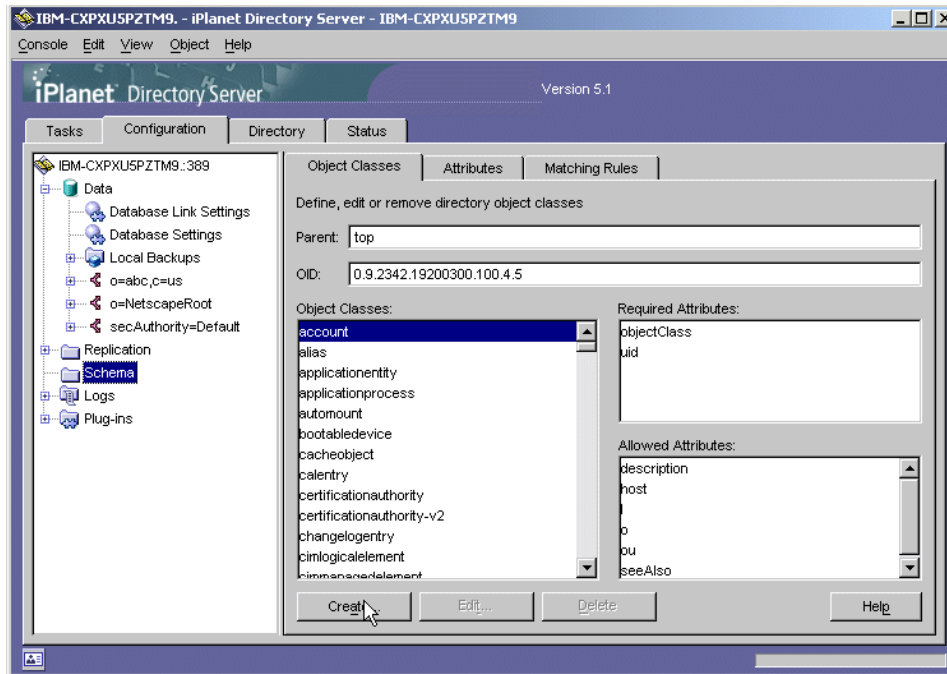 IBM-CXPXU5PZTM9. - iPlanet Directory Server - IBM-CXPXU5PZTM9
Console Edit View Object Help
iPlanet Directory Server
Version 5.1
Tasks Configuration Directory Status
IBM-CXPXU5PZTM9.:389
Data
Database Link Settings
Database Settings
Local Backups
o=abc,c=us
o=NetscapeRoot
secAuthority=Default
Replication
Schema
Logs
Plug-ins
Object Classes Attributes Matching Rules
Define, edit or remove directory object classes
Parent: top
OID: 0.9.2342.19200300.100.4.5
Object Classes:
account
alias
applicationentity
applicationprocess
automount
bootabledevice
cacheobject
calentry
certificationauthority
certificationauthority-v2
changelogentry
cimlogicalelement
cimmanagedelement
Required Attributes:
objectClass
uid
Allowed Attributes:
description
host
l
o
ou
seeAlso
Create... Edit... Delete Help